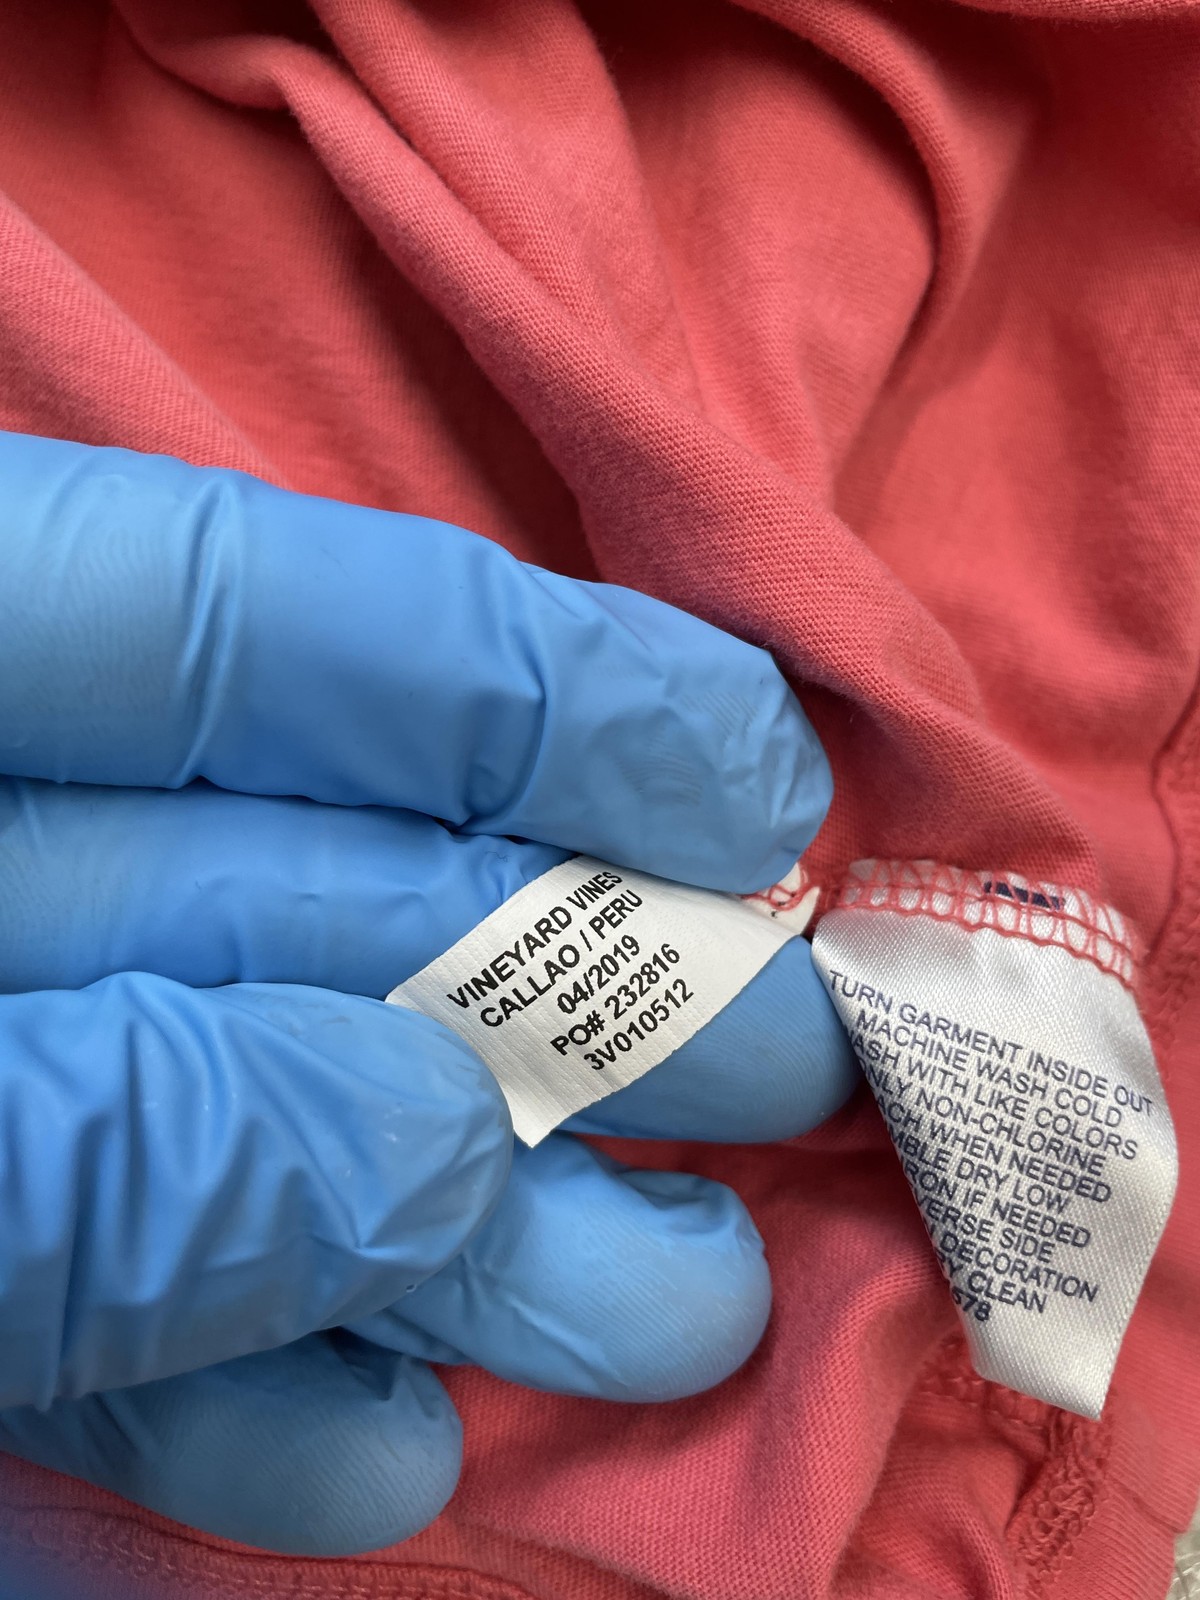 VINEYARD VINES
CALLAO / PERU
04/2019
PO# 232816
3V010512
TURN GARMENT INSIDE OUT
MACHINE WASH COLD
WITH LIKE COLORS
NON-CHLORINE
WHEN NEEDED
DRY LOW
IF NEEDED
SIDE
DECORATION
CLEAN
578